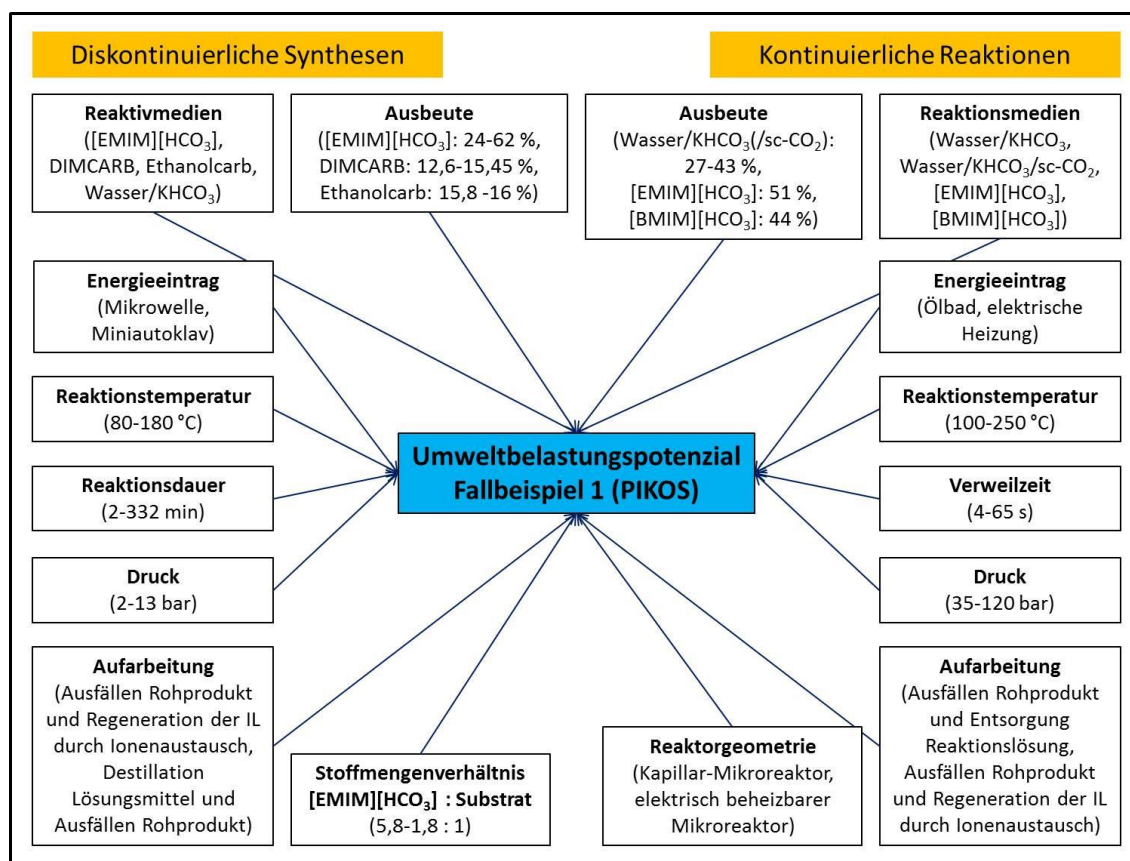 Diskontinuierliche Synthesen
Kontinuierliche Reaktionen
Reaktivmedien
([EMIM][HCO₃],
DIMCARB, Ethanolcarb,
Wasser/KHCO₃)
Ausbeute
([EMIM][HCO₃]: 24-62 %,
DIMCARB: 12,6-15,45 %,
Ethanolcarb: 15,8 -16 %)
Ausbeute
(Wasser/KHCO₃(/sc-CO₂):
27-43 %,
[EMIM][HCO₃]: 51 %,
[BMIM][HCO₃]: 44 %)
Reaktionsmedien
(Wasser/KHCO₃,
Wasser/KHCO₃/sc-CO₂,
[EMIM][HCO₃],
[BMIM][HCO₃])
Energieeintrag
(Mikrowelle,
Miniautoklav)
Energieeintrag
(Ölbad, elektrische
Heizung)
Reaktionstemperatur
(80-180 °C)
Reaktionstemperatur
(100-250 °C)
Umweltbelastungspotenzial
Fallbeispiel 1 (PIKOS)
Reaktionsdauer
(2-332 min)
Verweilzeit
(4-65 s)
Druck
(2-13 bar)
Druck
(35-120 bar)
Aufarbeitung
(Ausfällen Rohprodukt
und Regeneration der IL
durch Ionenaustausch,
Destillation
Lösungsmittel und
Ausfällen Rohprodukt)
Stoffmengenverhältnis
[EMIM][HCO₃] : Substrat
(5,8-1,8 : 1)
Reaktorgeometrie
(Kapillar-Mikroreaktor,
elektrisch beheizbarer
Mikroreaktor)
Aufarbeitung
(Ausfällen Rohprodukt
und Entsorgung
Reaktionslösung,
Ausfällen Rohprodukt
und Regeneration der IL
durch Ionenaustausch)